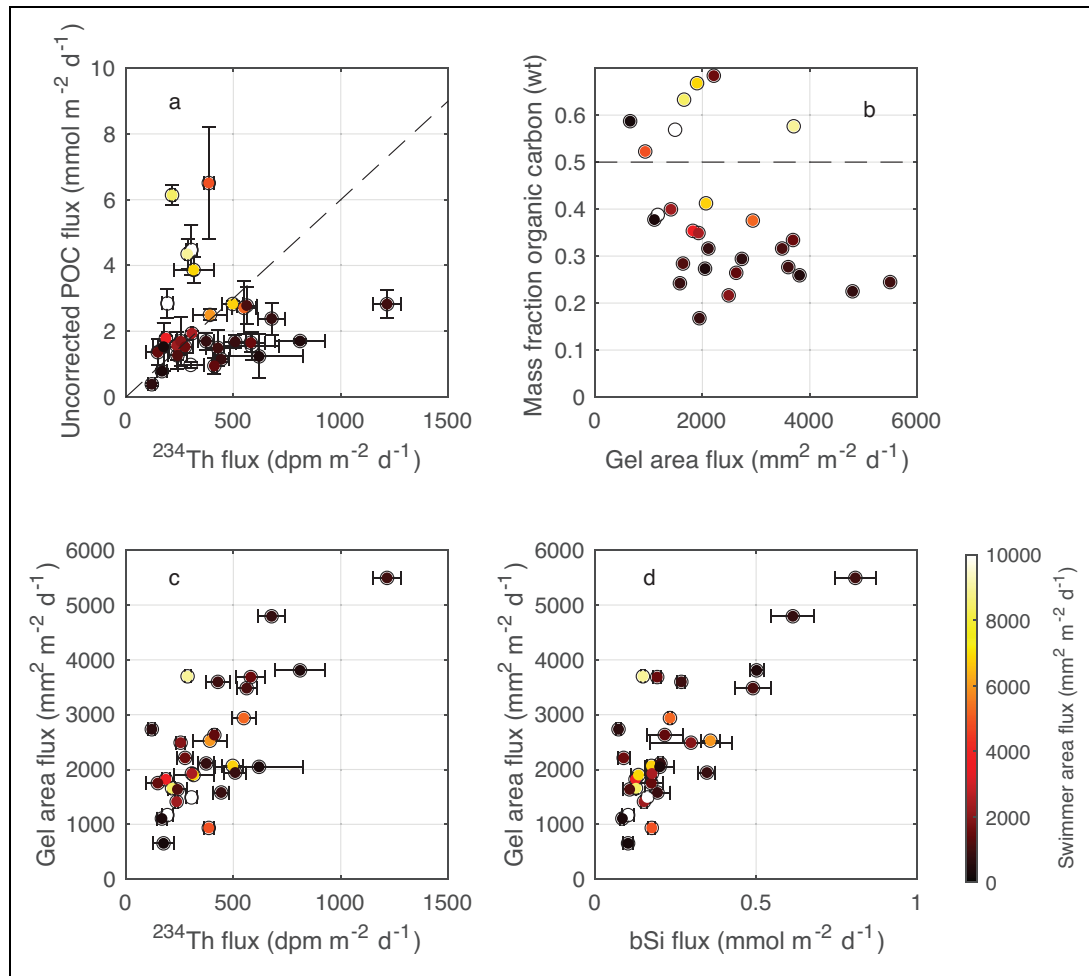 Uncorrected POC flux (mmol m⁻² d⁻¹)
10
8
6
4
2
0
a
0 500 1000 1500
²³⁴Th flux (dpm m⁻² d⁻¹)
Mass fraction organic carbon (wt)
0.6
0.5
0.4
0.3
0.2
0.1
0
b
0 2000 4000 6000
Gel area flux (mm² m⁻² d⁻¹)
Gel area flux (mm² m⁻² d⁻¹)
6000
5000
4000
3000
2000
1000
0
c
0 500 1000 1500
²³⁴Th flux (dpm m⁻² d⁻¹)
Gel area flux (mm² m⁻² d⁻¹)
6000
5000
4000
3000
2000
1000
0
d
0 0.5 1
bSi flux (mmol m⁻² d⁻¹)
10000
8000
6000
4000
2000
0
Swimmer area flux (mm² m⁻² d⁻¹)